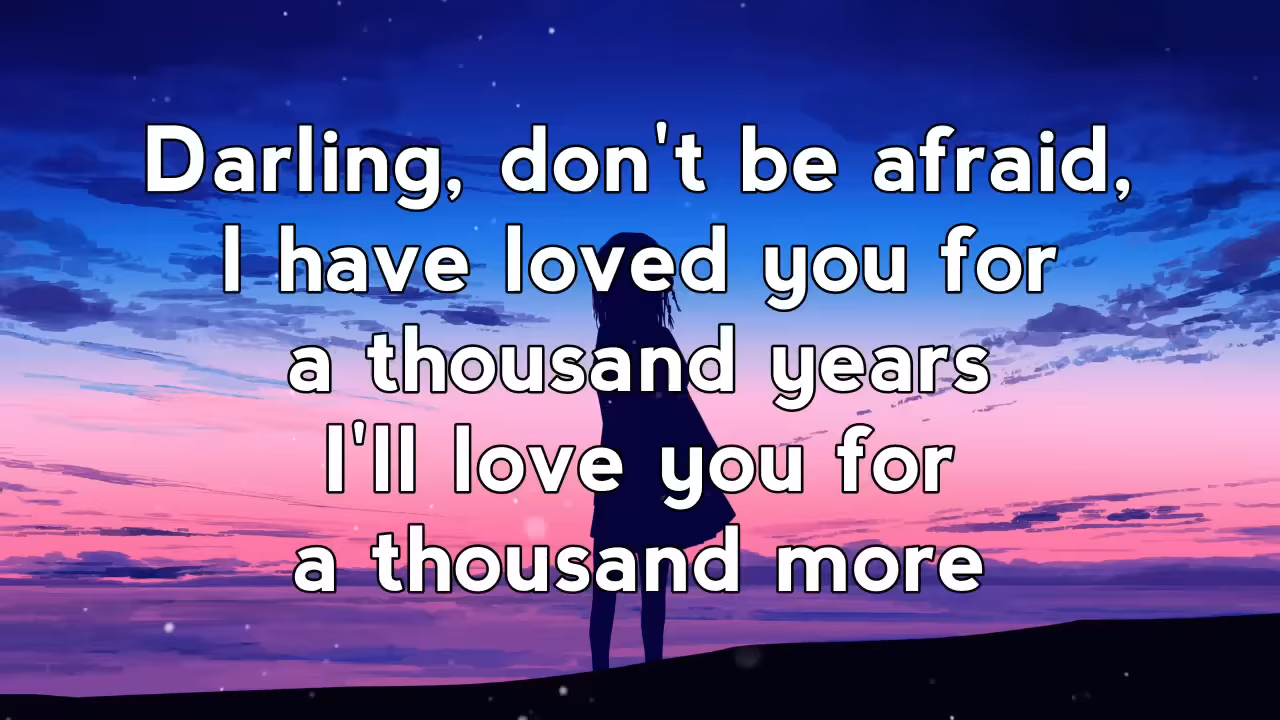 Darling, don't be afraid,
I have loved you for
a thousand years
I'll love you for
a thousand more